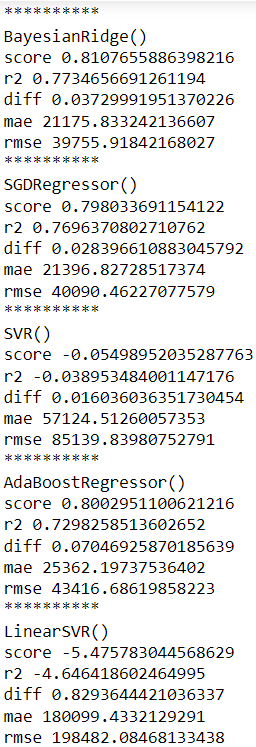 **********
BayesianRidge()
score 0.8107655886398216
r2 0.7734656691261194
diff 0.03729991951370226
mae 21175.833242136607
rmse 39755.91842168027
**********
SGDRegressor()
score 0.798033691154122
r2 0.7696370802710762
diff 0.028396610883045792
mae 21396.82728517374
rmse 40090.46227077579
**********
SVR()
score -0.05498952035287763
r2 -0.038953484001147176
diff 0.016036036351730454
mae 57124.51260057353
rmse 85139.83980752791
**********
AdaBoostRegressor()
score 0.8002951100621216
r2 0.7298258513602652
diff 0.07046925870185639
mae 25362.19737536402
rmse 43416.68619858223
**********
LinearSVR()
score -5.475783044568629
r2 -4.646418602464995
diff 0.8293644421036337
mae 180099.4332129291
rmse 198482.08468133438